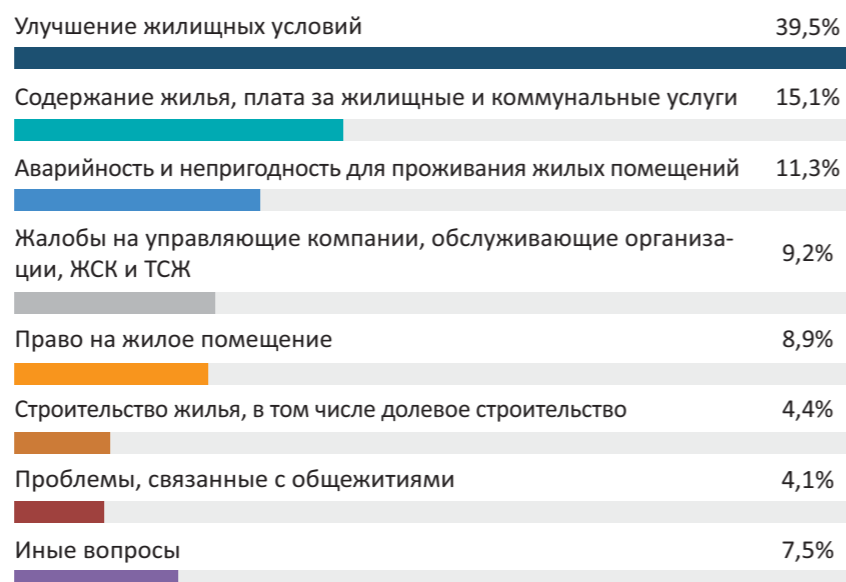 Улучшение жилищных условий 39,5%
Содержание жилья, плата за жилищные и коммунальные услуги 15,1%
Аварийность и непригодность для проживания жилых помещений 11,3%
Жалобы на управляющие компании, обслуживающие организа-
ции, ЖСК и ТСЖ 9,2%
Право на жилое помещение 8,9%
Строительство жилья, в том числе долевое строительство 4,4%
Проблемы, связанные с общежитиями 4,1%
Иные вопросы 7,5%